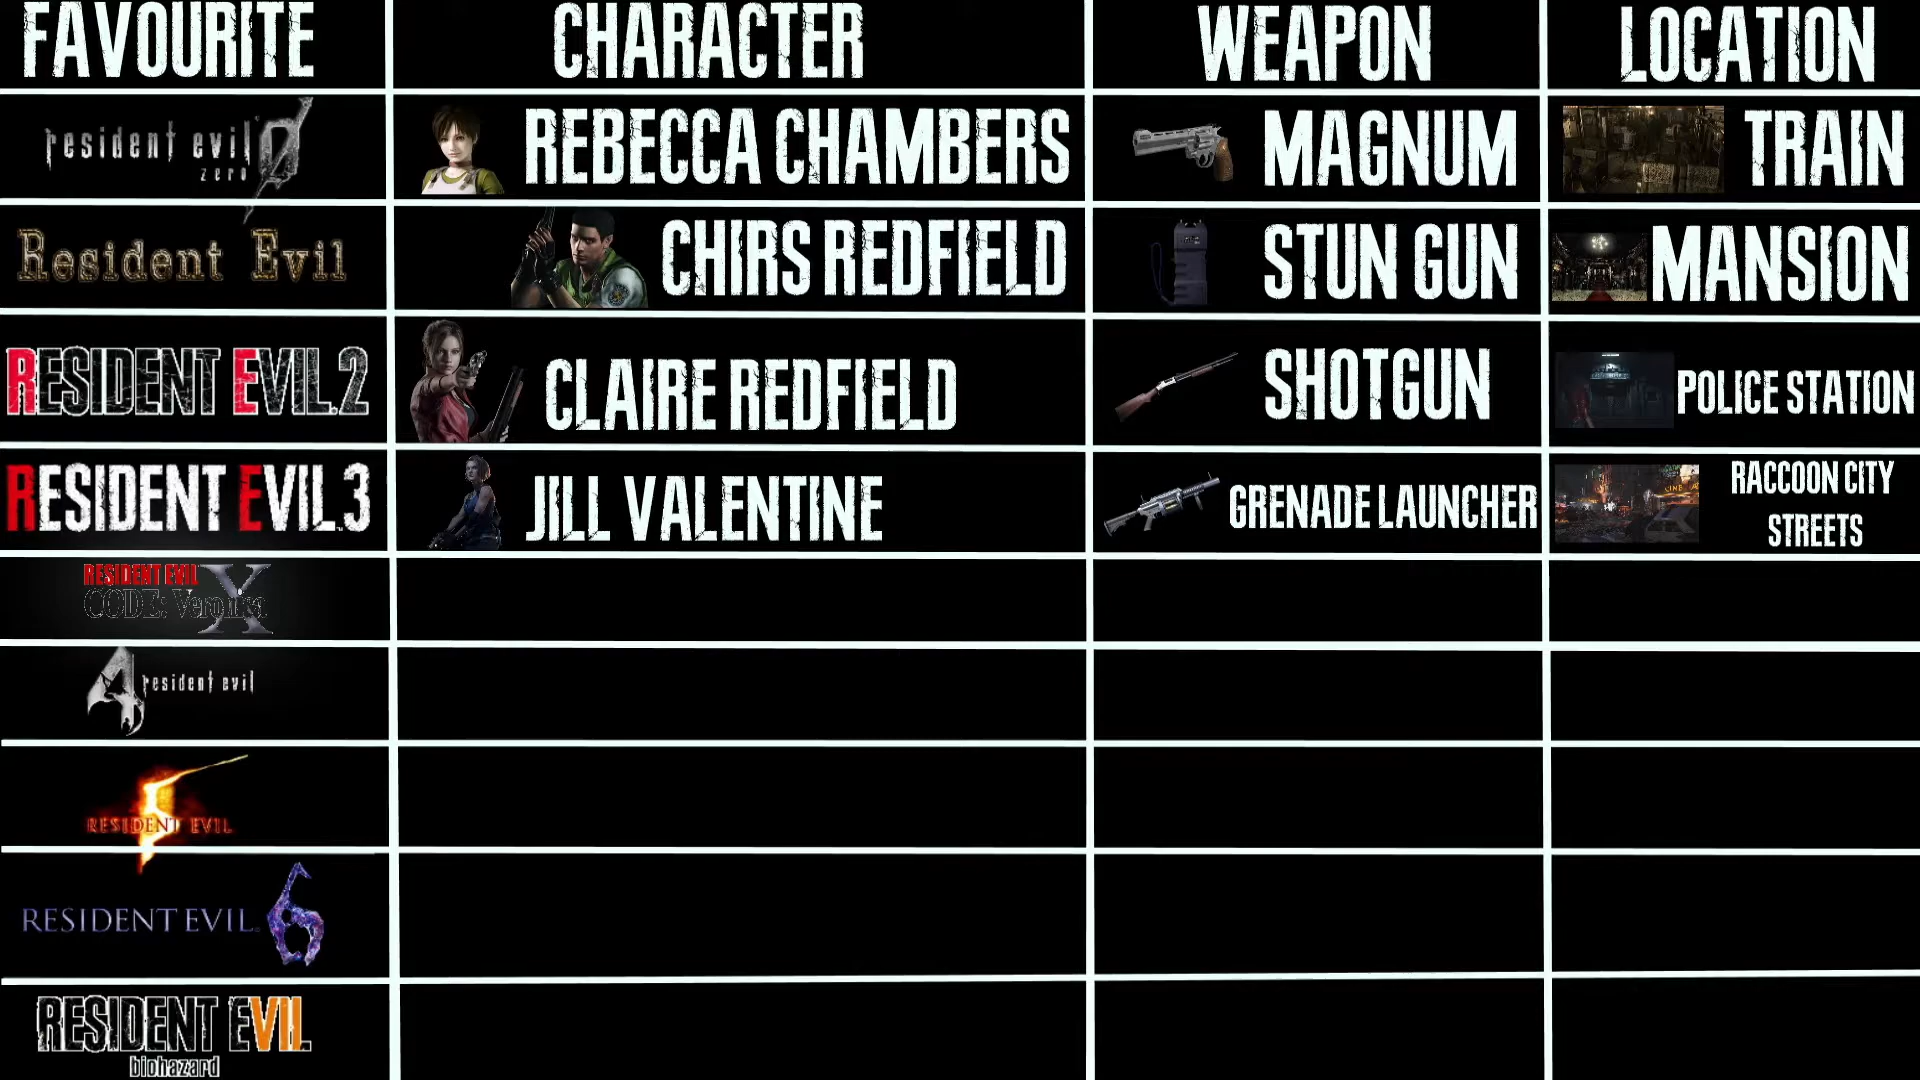 FAVOURITE CHARACTER WEAPON LOCATION
resident evil 0 zero REBECCA CHAMBERS MAGNUM TRAIN
Resident Evil CHIRS REDFIELD STUN GUN MANSION
RESIDENT EVIL.2 CLAIRE REDFIELD SHOTGUN POLICE STATION
RESIDENT EVIL.3 JILL VALENTINE GRENADE LAUNCHER RACCOON CITY
STREETS
RESIDENT EVIL
CODE: Veronica X
4 resident evil
5
RESIDENT EVIL
RESIDENT EVIL. 6
RESIDENT EVIL
biohazard